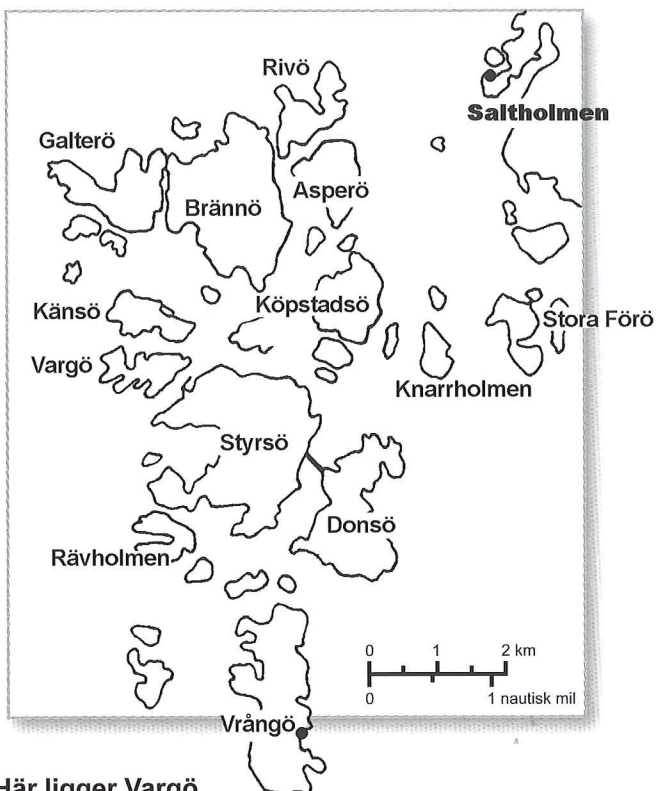 Rivö
Saltholmen
Galterö
Asperö
Brännö
Känsö
Köpstadsö
Stora Förö
Vargö
Knarrholmen
Styrsö
Donsö
Rävholmen
0 1 2 km
0 1 nautisk mil
Vrångö
Här ligger Vargö